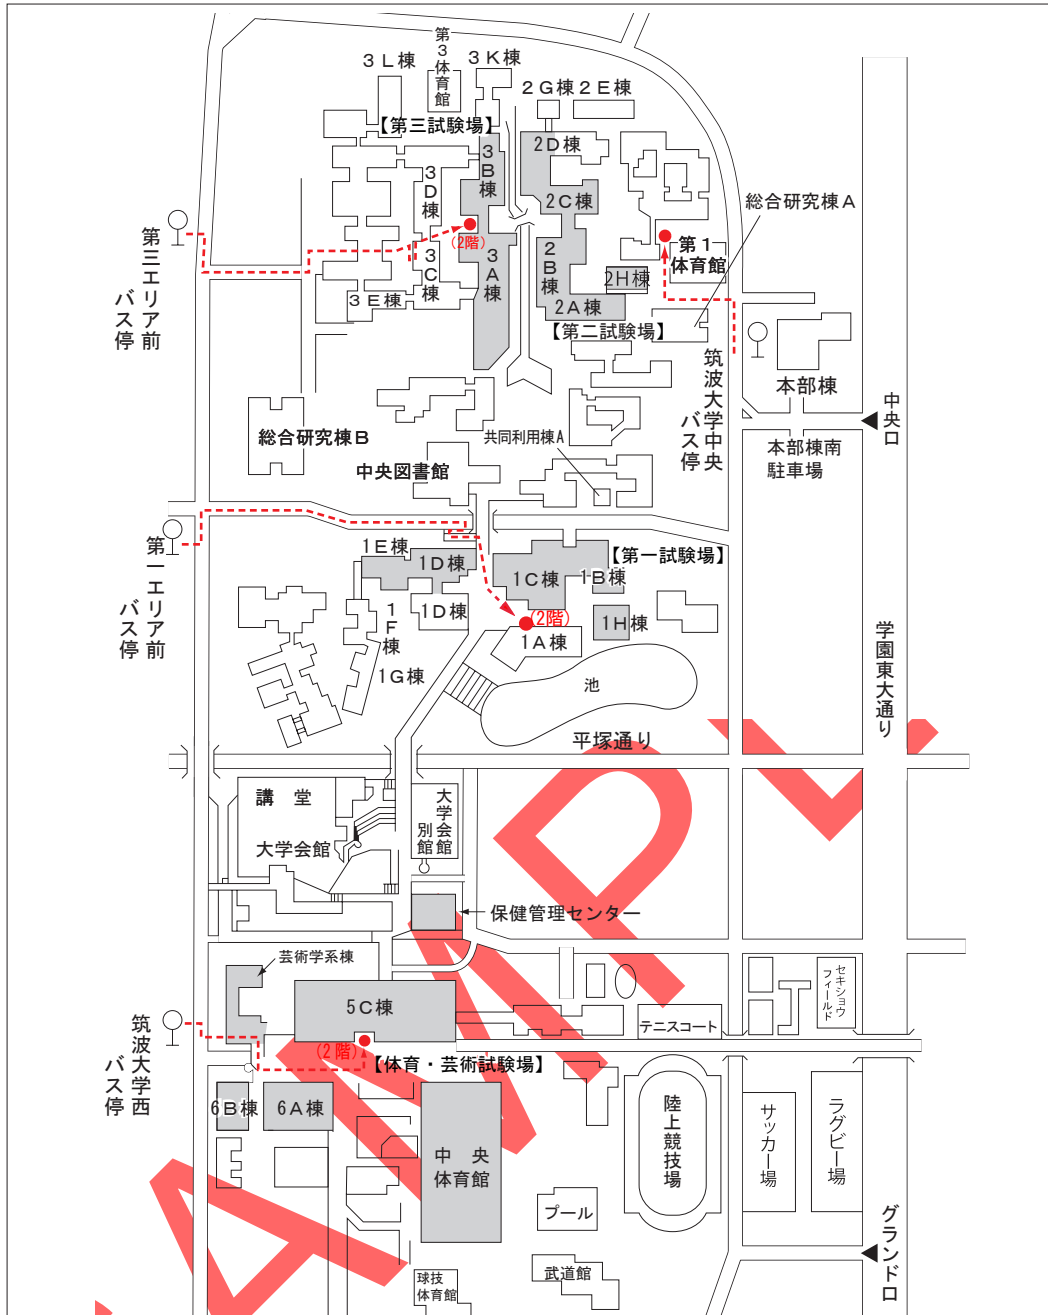 第3体育館
3L棟
3K棟
2G棟
2E棟
【第三試験場】
3B棟
2D棟
3D棟
2C棟
総合研究棟A
(2階)
第三エリア前
バス停
3C棟
3A棟
2B棟
第1
体育館
2H棟
3E棟
2A棟
【第二試験場】
筑波大学中央
バス停
本部棟
中央口
総合研究棟B
共同利用棟A
本部棟南
駐車場
中央図書館
第一エリア前
バス停
1E棟
1D棟
【第一試験場】
1C棟
1B棟
1F棟
1D棟
(2階)
1H棟
1A棟
学園東大通り
1G棟
池
平塚通り
講 堂
大学会館
別館
大学会館
保健管理センター
芸術学系棟
セキショウ
フィールド
5C棟
筑波大学西
バス停
テニスコート
(2階)
【体育・芸術試験場】
6B棟
6A棟
陸上競技場
サッカー場
ラグビー場
中 央
体育館
プール
グランド口
球技
体育館
武道館
SAMPLE